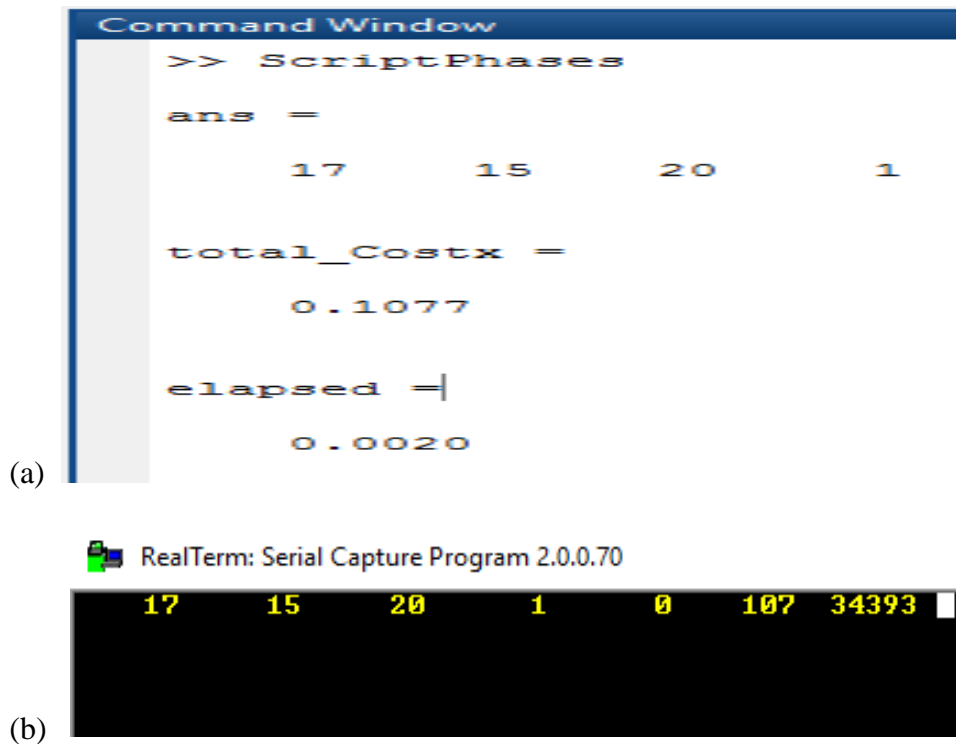 Command Window
>> ScriptPhases
ans =
17 15 20 1
total_Costx =
0.1077
elapsed =
0.0020
(a)
RealTerm: Serial Capture Program 2.0.0.70
17 15 20 1 0 107 34393
(b)